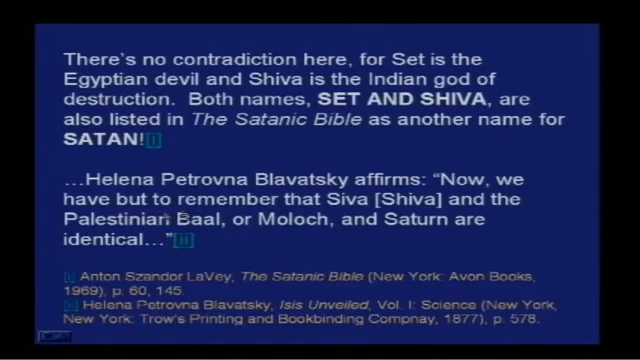 There's no contradiction here, for Set is the
Egyptian devil and Shiva is the Indian god of
destruction. Both names, SET AND SHIVA, are
also listed in The Satanic Bible as another name for
SATAN![i]
…Helena Petrovna Blavatsky affirms: "Now, we
have but to remember that Siva [Shiva] and the
Palestinian Baal, or Moloch, and Saturn are
identical…"[ii]
[i] Anton Szandor LaVey, The Satanic Bible (New York: Avon Books,
1969), p. 60, 145.
[ii] Helena Petrovna Blavatsky, Isis Unveiled, Vol. I: Science (New York,
New York: Trow's Printing and Bookbinding Compnay, 1877), p. 578.